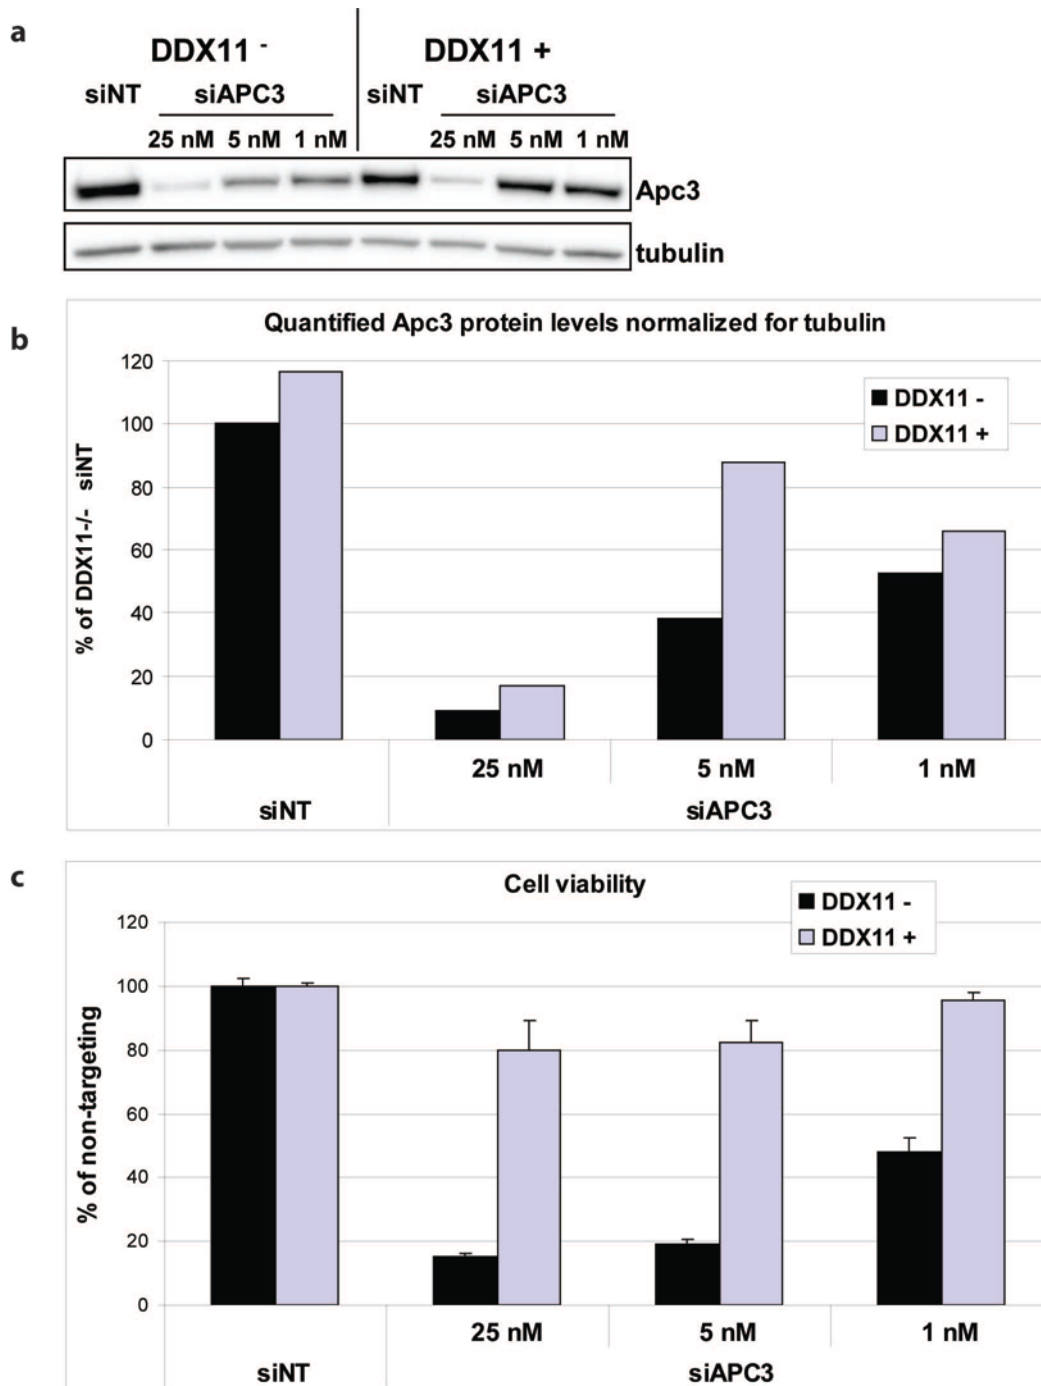 a
DDX11 - DDX11 +
siNT siAPC3 siNT siAPC3
25 nM 5 nM 1 nM 25 nM 5 nM 1 nM
Apc3
tubulin
b
Quantified Apc3 protein levels normalized for tubulin
% of DDX11-/- siNT
120
100
80
60
40
20
0
DDX11 -
DDX11 +
25 nM 5 nM 1 nM
siNT siAPC3
c
Cell viability
% of non-targeting
120
100
80
60
40
20
0
DDX11 -
DDX11 +
25 nM 5 nM 1 nM
siNT siAPC3